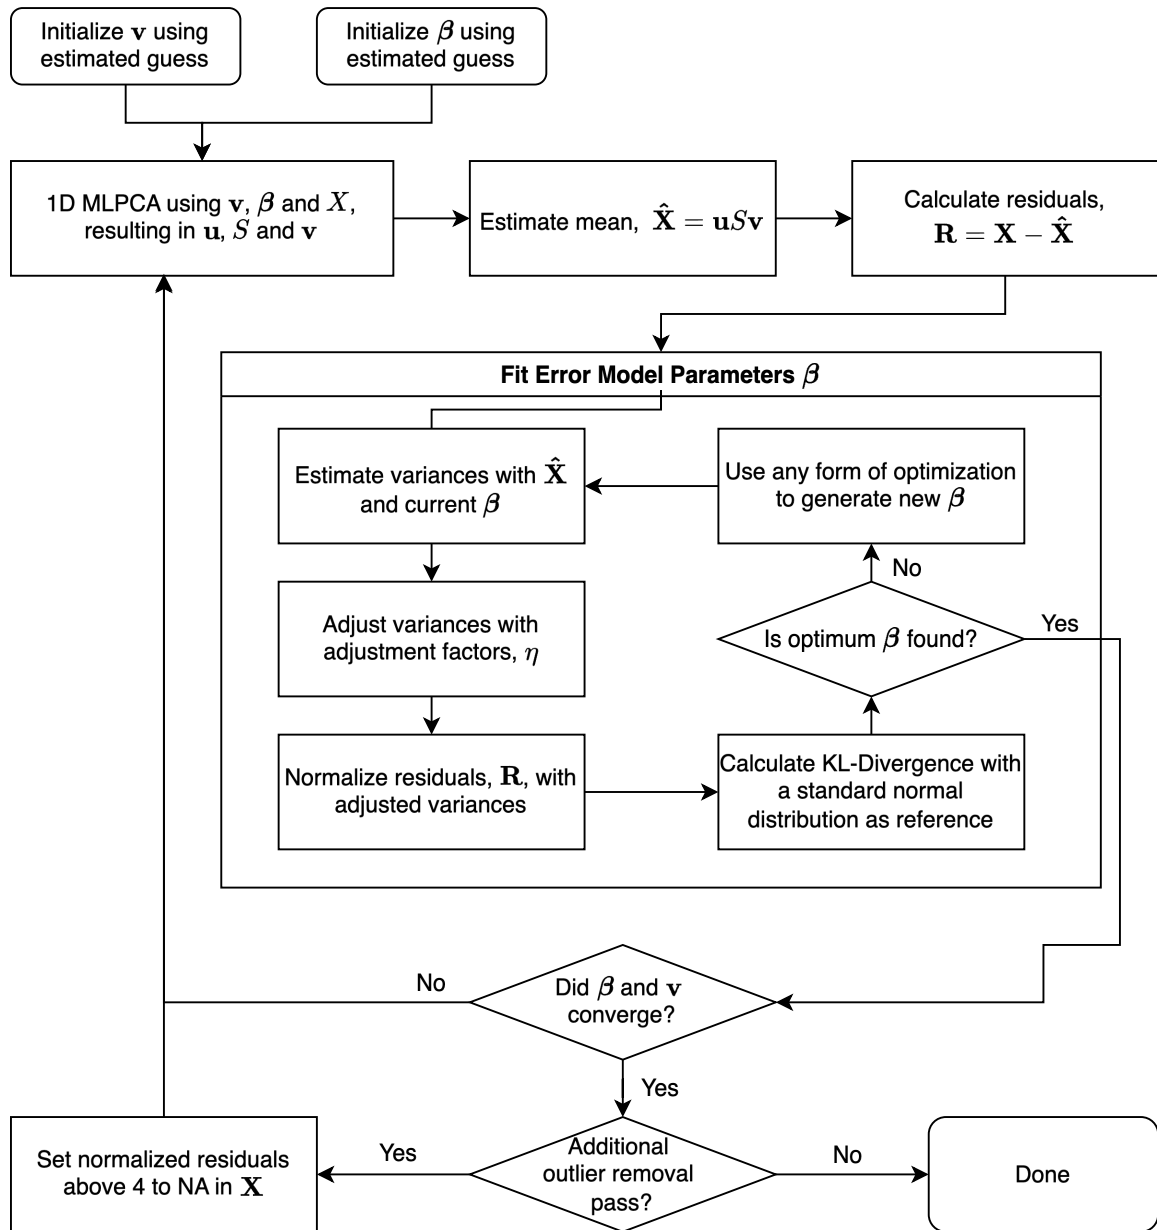 Initialize v using
estimated guess
Initialize β using
estimated guess
1D MLPCA using v, β and X,
resulting in u, S and v
Estimate mean, X̂ = uSv
Calculate residuals,
R = X − X̂
Fit Error Model Parameters β
Estimate variances with X̂
and current β
Use any form of optimization
to generate new β
No
Adjust variances with
adjustment factors, η
Is optimum β found?
Yes
Normalize residuals, R, with
adjusted variances
Calculate KL-Divergence with
a standard normal
distribution as reference
No
Did β and v
converge?
Yes
Set normalized residuals
above 4 to NA in X
Yes
Additional
outlier removal
pass?
No
Done